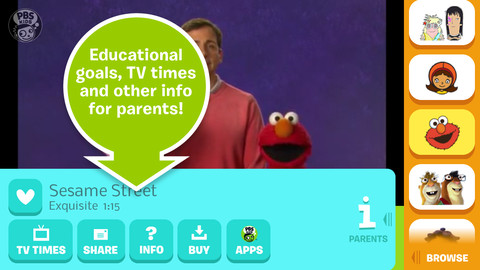 PBS
KIDS
Educational
goals, TV times
and other info
for parents!
Sesame Street
Exquisite 1:15
TV TIMES
SHARE
?
INFO
BUY
APPS
i
PARENTS
BROWSE